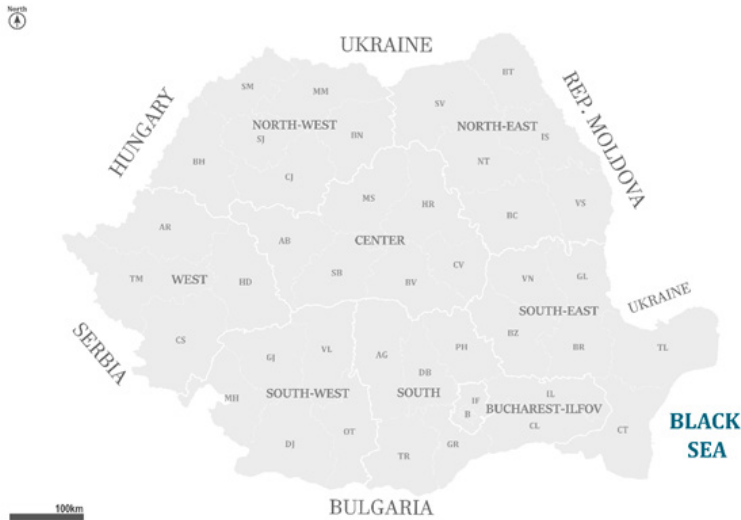 North
UKRAINE
HUNGARY
REP. MOLDOVA
BT
SM
MM
SV
NORTH-WEST
NORTH-EAST
SJ
BN
IS
BH
NT
CJ
MS
HR
VS
BC
AR
AB
CENTER
SB
CV
TM
WEST
HD
BV
VN
GL
UKRAINE
SOUTH-EAST
SERBIA
CS
BZ
BR
TL
GJ
VL
AG
PH
DB
MH
SOUTH-WEST
SOUTH
IF
IL
B
BUCHAREST-ILFOV
DJ
OT
GR
CL
CT
TR
BLACK
SEA
100km
BULGARIA